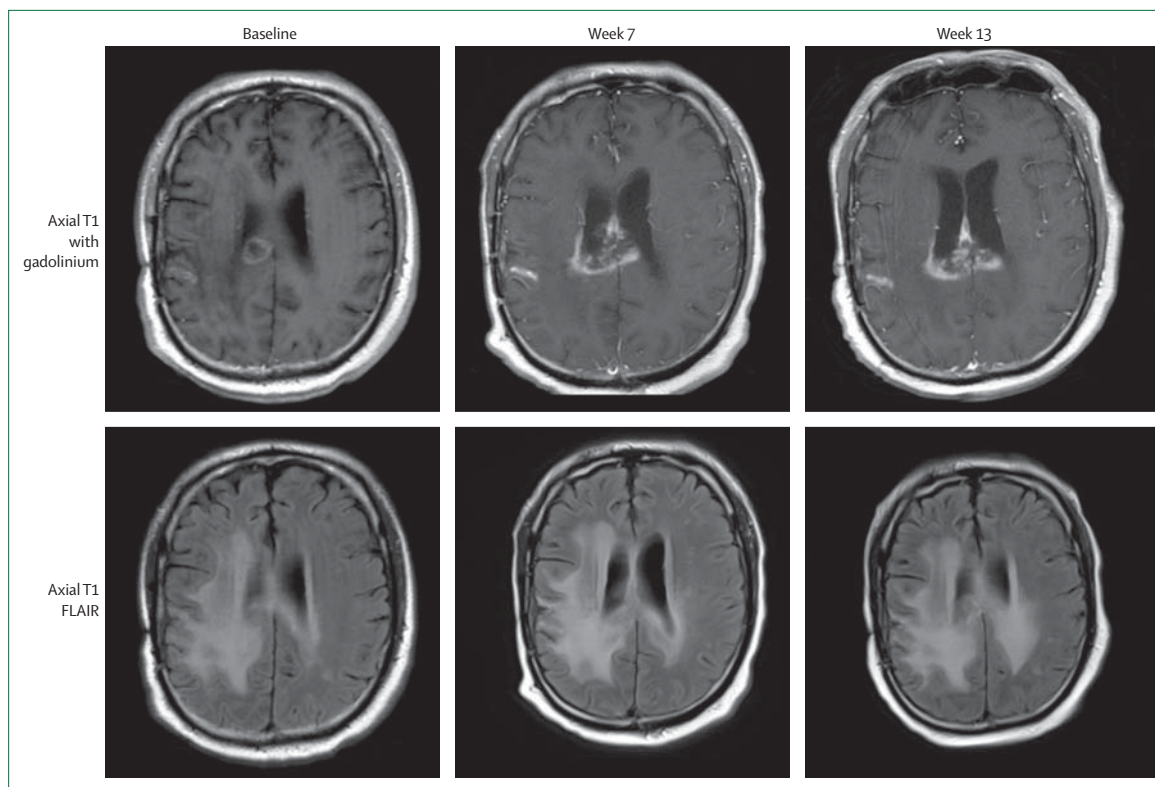 Baseline
Week 7
Week 13
Axial T1
with
gadolinium
Axial T1
FLAIR